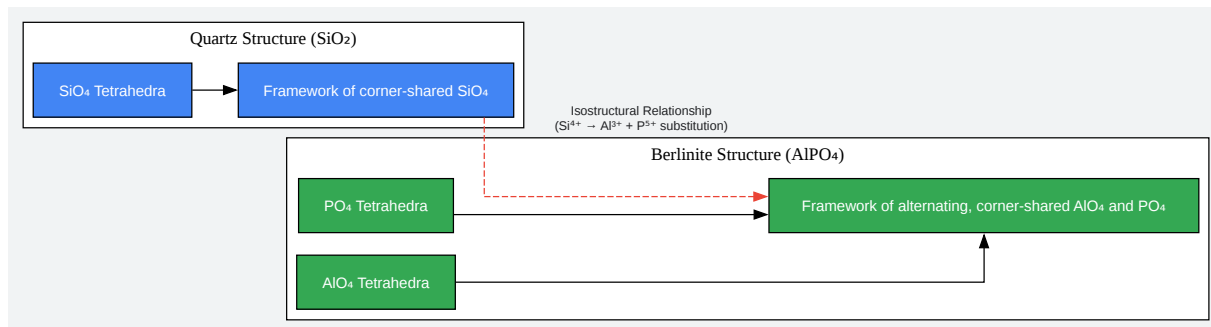 Quartz Structure (SiO₂)
SiO₄ Tetrahedra
Framework of corner-shared SiO₄
Isostructural Relationship
(Si⁴⁺ → Al³⁺ + P⁵⁺ substitution)
Berlinite Structure (AlPO₄)
PO₄ Tetrahedra
Framework of alternating, corner-shared AlO₄ and PO₄
AlO₄ Tetrahedra